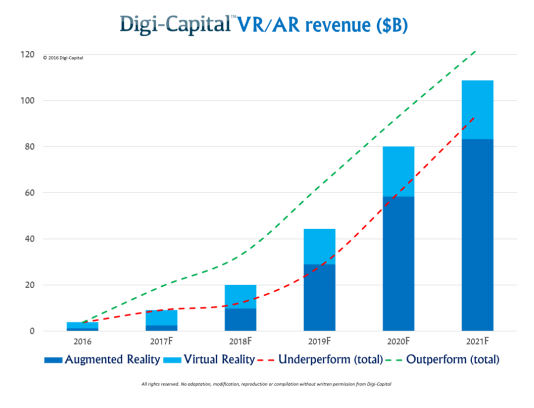 Digi-Capital™ VR/AR revenue ($B)
© 2016 Digi-Capital
120
100
80
60
40
20
0
2016 2017F 2018F 2019F 2020F 2021F
Augmented Reality Virtual Reality Underperform (total) Outperform (total)
All rights reserved. No adaptation, modification, reproduction or compilation without written permission from Digi-Capital